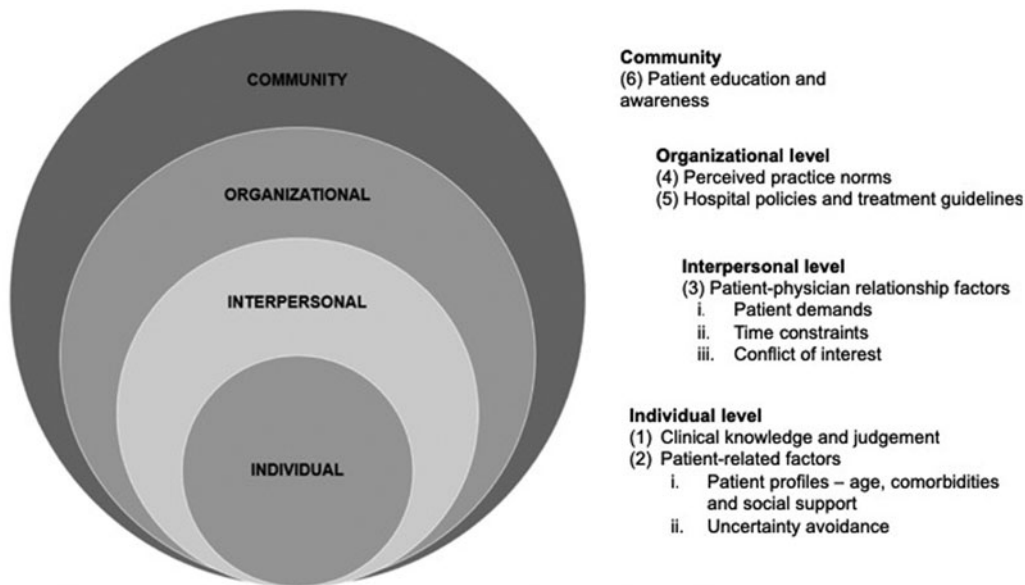 COMMUNITY
ORGANIZATIONAL
INTERPERSONAL
INDIVIDUAL
Community
(6) Patient education and
awareness
Organizational level
(4) Perceived practice norms
(5) Hospital policies and treatment guidelines
Interpersonal level
(3) Patient-physician relationship factors
i. Patient demands
ii. Time constraints
iii. Conflict of interest
Individual level
(1) Clinical knowledge and judgement
(2) Patient-related factors
i. Patient profiles – age, comorbidities
and social support
ii. Uncertainty avoidance